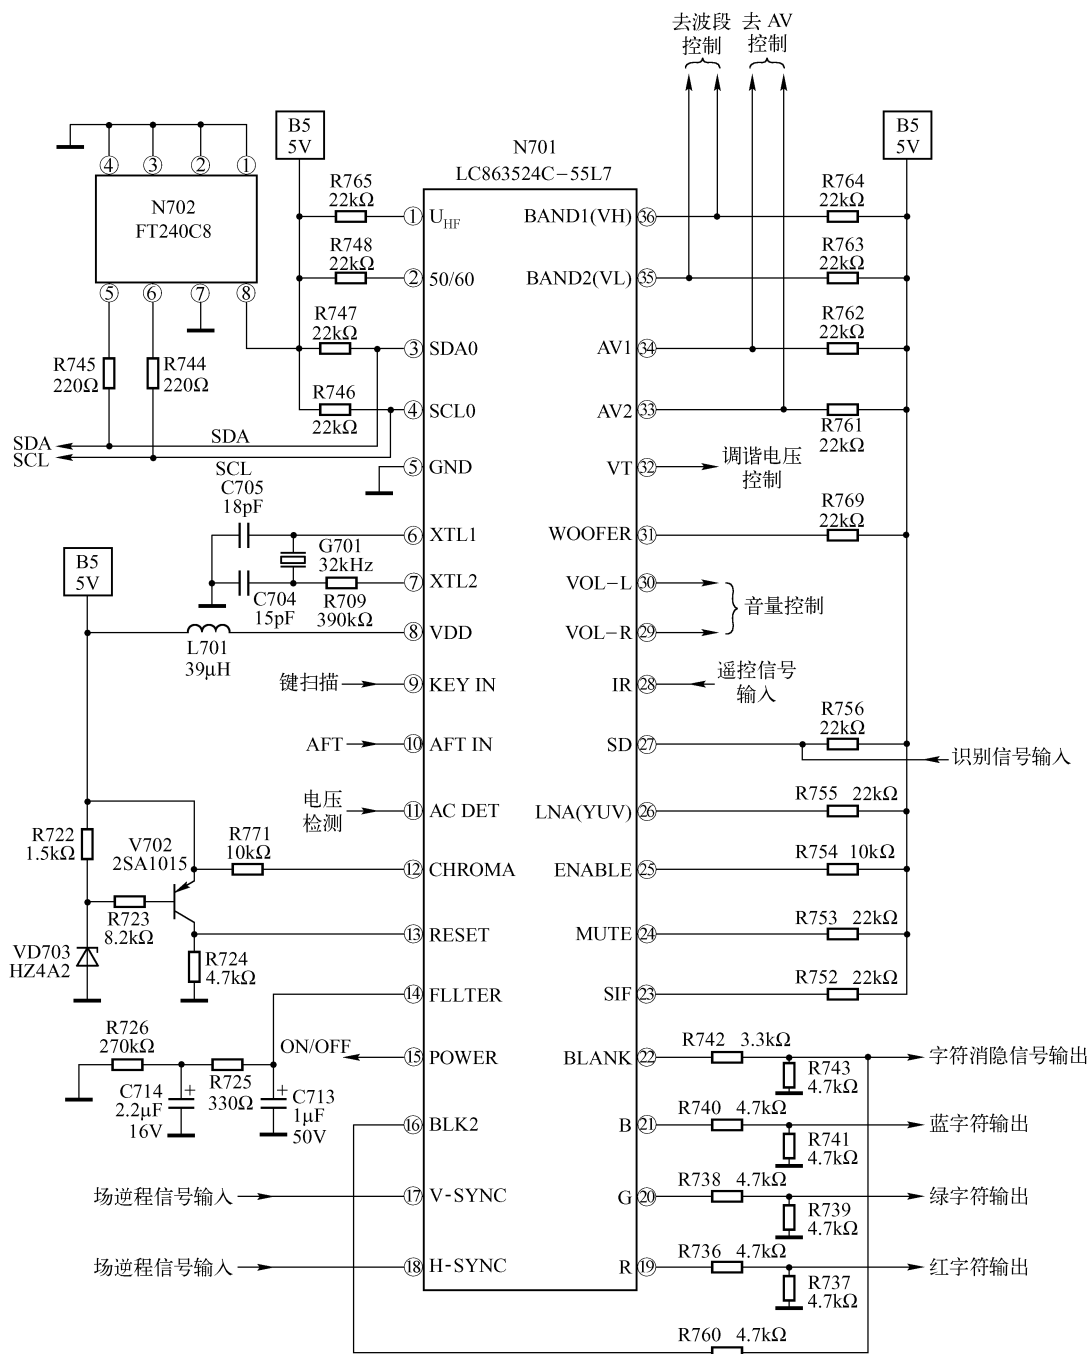 去波段 去 AV
控制 控制
B5
5V
B5
5V
N701
LC863524C-55L7
④ ③ ② ①
N702
FT240C8
⑤ ⑥ ⑦ ⑧
R765
22kΩ
① U_HF
BAND1(VH) ㊱
R764
22kΩ
R748
22kΩ
② 50/60
BAND2(VL) ㉟
R763
22kΩ
R747
22kΩ
③ SDA0
AV1 ㉞
R762
22kΩ
R745
220Ω
R744
220Ω
R746
22kΩ
④ SCL0
AV2 ㉝
R761
22kΩ
SDA
SDA
SCL
SCL
⑤ GND
VT ㉜
调谐电压
控制
C705
18pF
⑥ XTL1
WOOFER ㉛
R769
22kΩ
G701
32kHz
B5
5V
⑦ XTL2
VOL-L ㉚
C704
15pF
R709
390kΩ
音量控制
L701
39μH
⑧ VDD
VOL-R ㉙
键扫描
⑨ KEY IN
IR ㉘
遥控信号
输入
AFT
⑩ AFT IN
SD ㉗
R756
22kΩ
识别信号输入
电压
检测
⑪ AC DET
LNA(YUV) ㉖
R755 22kΩ
R722
1.5kΩ
V702
2SA1015
R771
10kΩ
⑫ CHROMA
ENABLE ㉕
R754 10kΩ
R723
8.2kΩ
⑬ RESET
MUTE ㉔
R753 22kΩ
VD703
HZ4A2
R724
4.7kΩ
⑭ FLLTER
SIF ㉓
R752 22kΩ
R726
270kΩ
ON/OFF
⑮ POWER
BLANK ㉒
R742 3.3kΩ
字符消隐信号输出
R743
4.7kΩ
C714
2.2μF
16V
R725
330Ω
C713
1μF
50V
⑯ BLK2
B ㉑
R740 4.7kΩ
蓝字符输出
R741
4.7kΩ
场逆程信号输入
⑰ V-SYNC
G ⑳
R738 4.7kΩ
绿字符输出
R739
4.7kΩ
场逆程信号输入
⑱ H-SYNC
R ⑲
R736 4.7kΩ
红字符输出
R737
4.7kΩ
R760 4.7kΩ